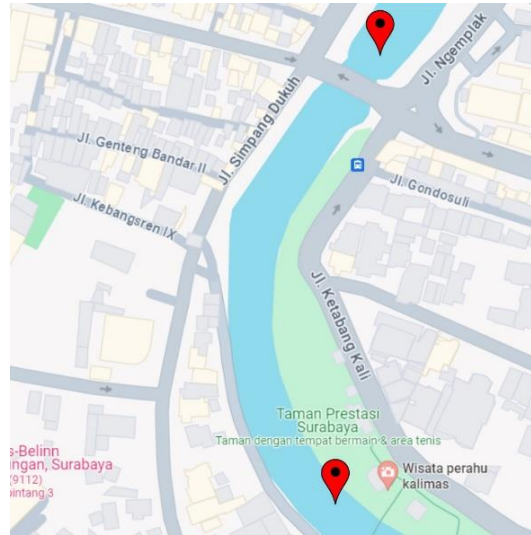 Jl. Ngemplak
Jl. Simpang Dukuh
Jl. Genteng Bandar II
Jl. Gondosuli
Jl. Kebangsren IX
Jl. Ketabang Kali
Taman Prestasi
Surabaya
Taman dengan tempat bermain & area tenis
s-Belinn
ngan, Surabaya
(9112)
bintang 3
Wisata perahu
kalimas